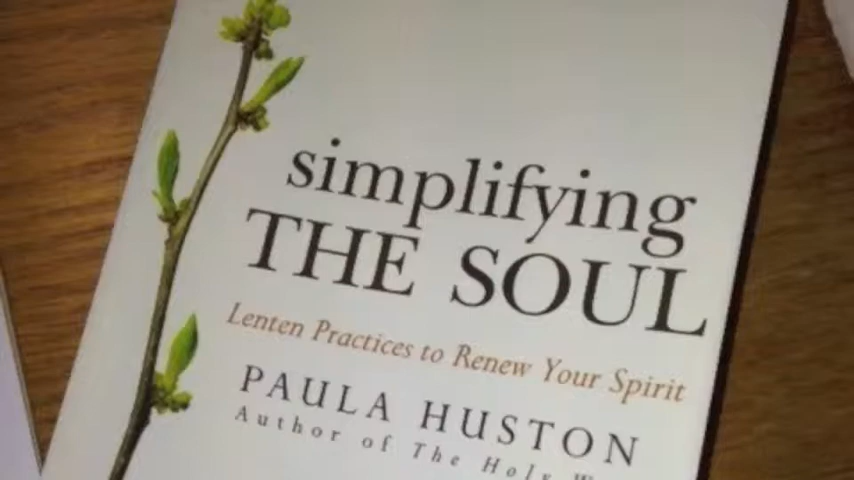 simplifying
THE SOUL
Lenten Practices to Renew Your Spirit
PAULA HUSTON
Author of The Holy